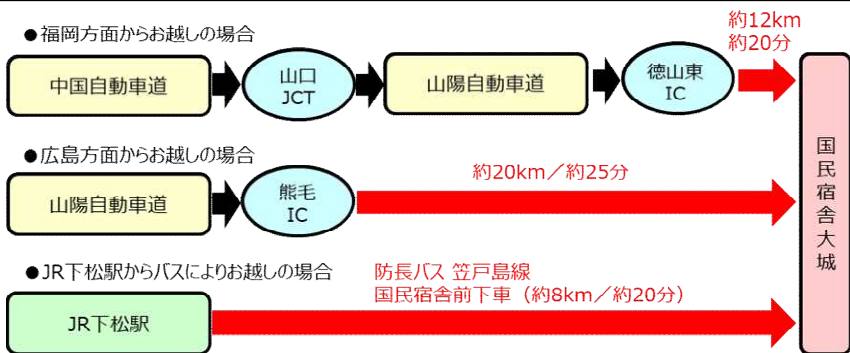 ●福岡方面からお越しの場合
中国自動車道
山口
JCT
山陽自動車道
徳山東
IC
約12km
約20分
●広島方面からお越しの場合
山陽自動車道
熊毛
IC
約20km／約25分
●JR下松駅からバスによりお越しの場合
JR下松駅
防長バス 笠戸島線
国民宿舎前下車（約8km／約20分）
国民宿舎大城